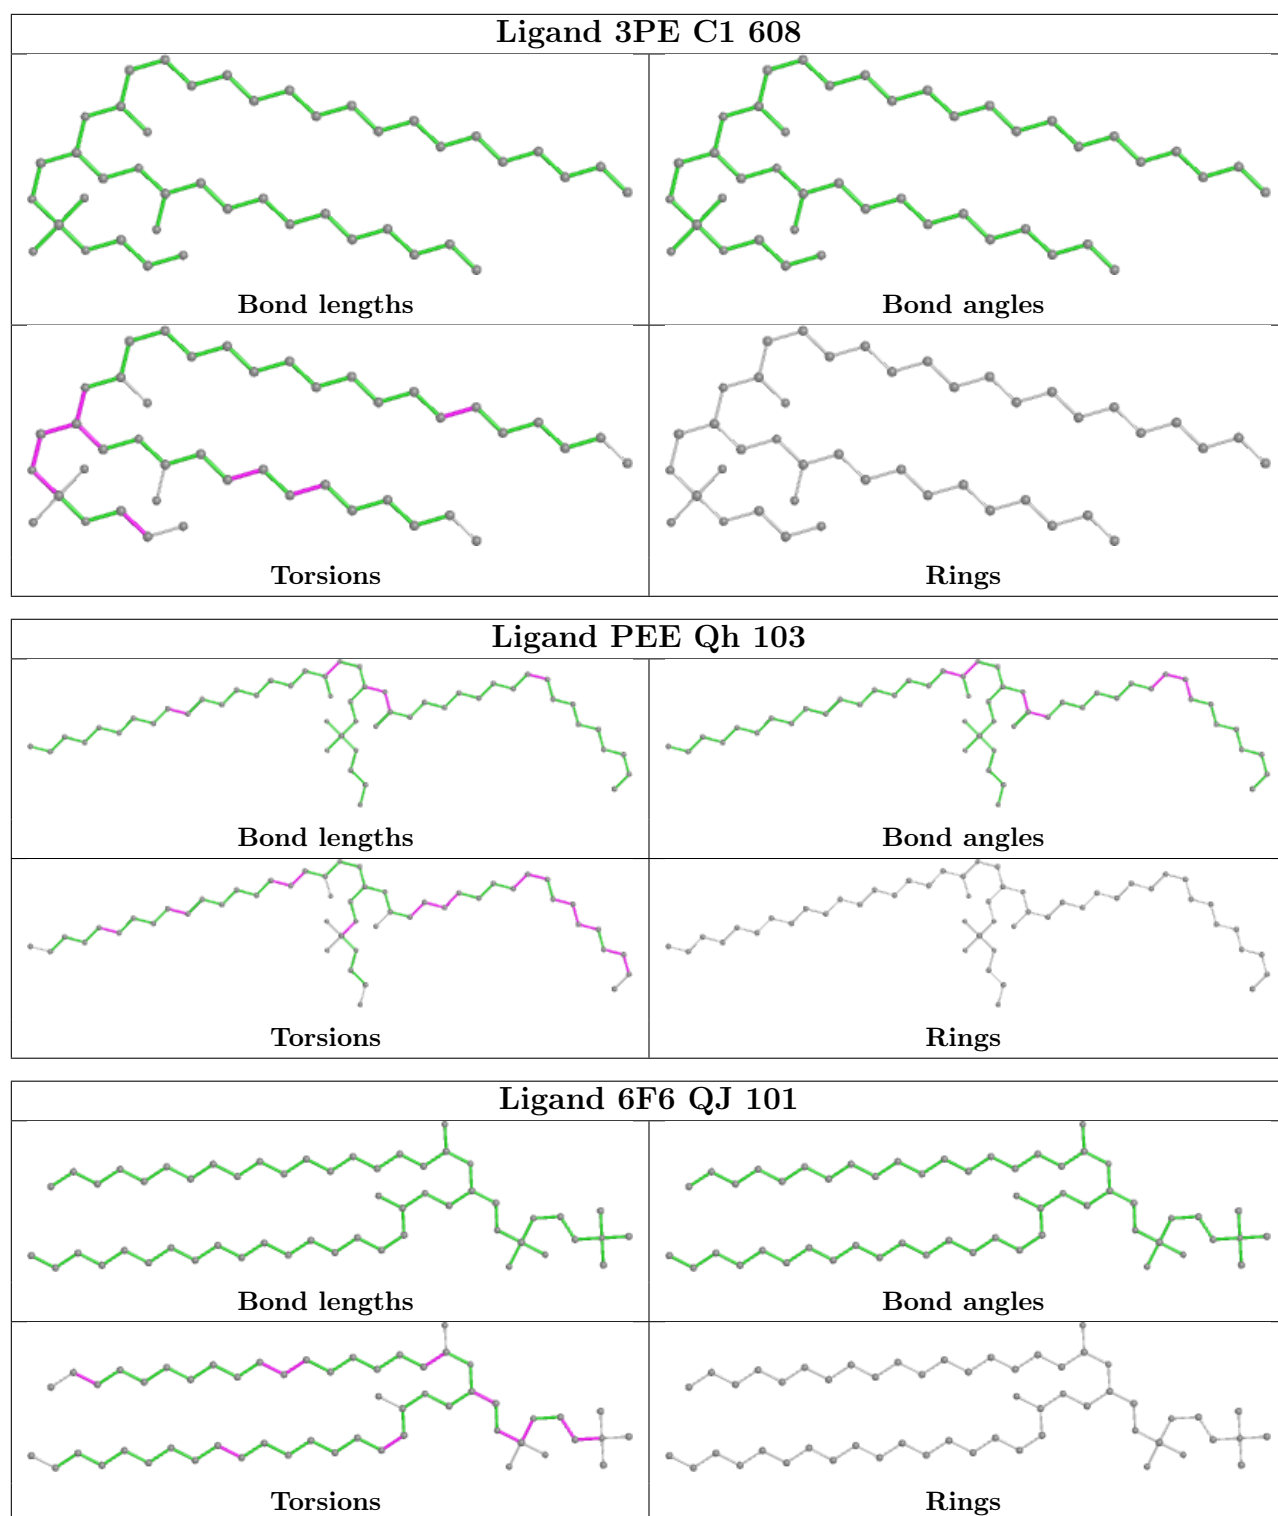 Ligand 3PE C1 608
Bond lengths
Bond angles
Torsions
Rings
Ligand PEE Qh 103
Bond lengths
Bond angles
Torsions
Rings
Ligand 6F6 QJ 101
Bond lengths
Bond angles
Torsions
Rings